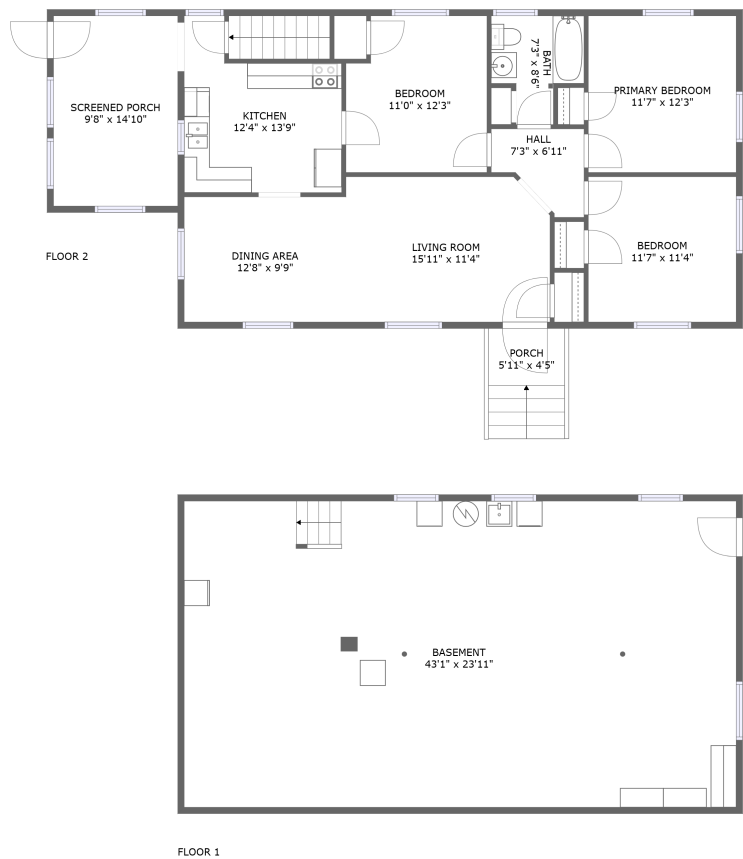 SCREENED PORCH
9'8" x 14'10"
KITCHEN
12'4" x 13'9"
BEDROOM
11'0" x 12'3"
BATH
7'3" x 8'6"
PRIMARY BEDROOM
11'7" x 12'3"
HALL
7'3" x 6'11"
FLOOR 2
DINING AREA
12'8" x 9'9"
LIVING ROOM
15'11" x 11'4"
BEDROOM
11'7" x 11'4"
PORCH
5'11" x 4'5"
BASEMENT
43'1" x 23'11"
FLOOR 1